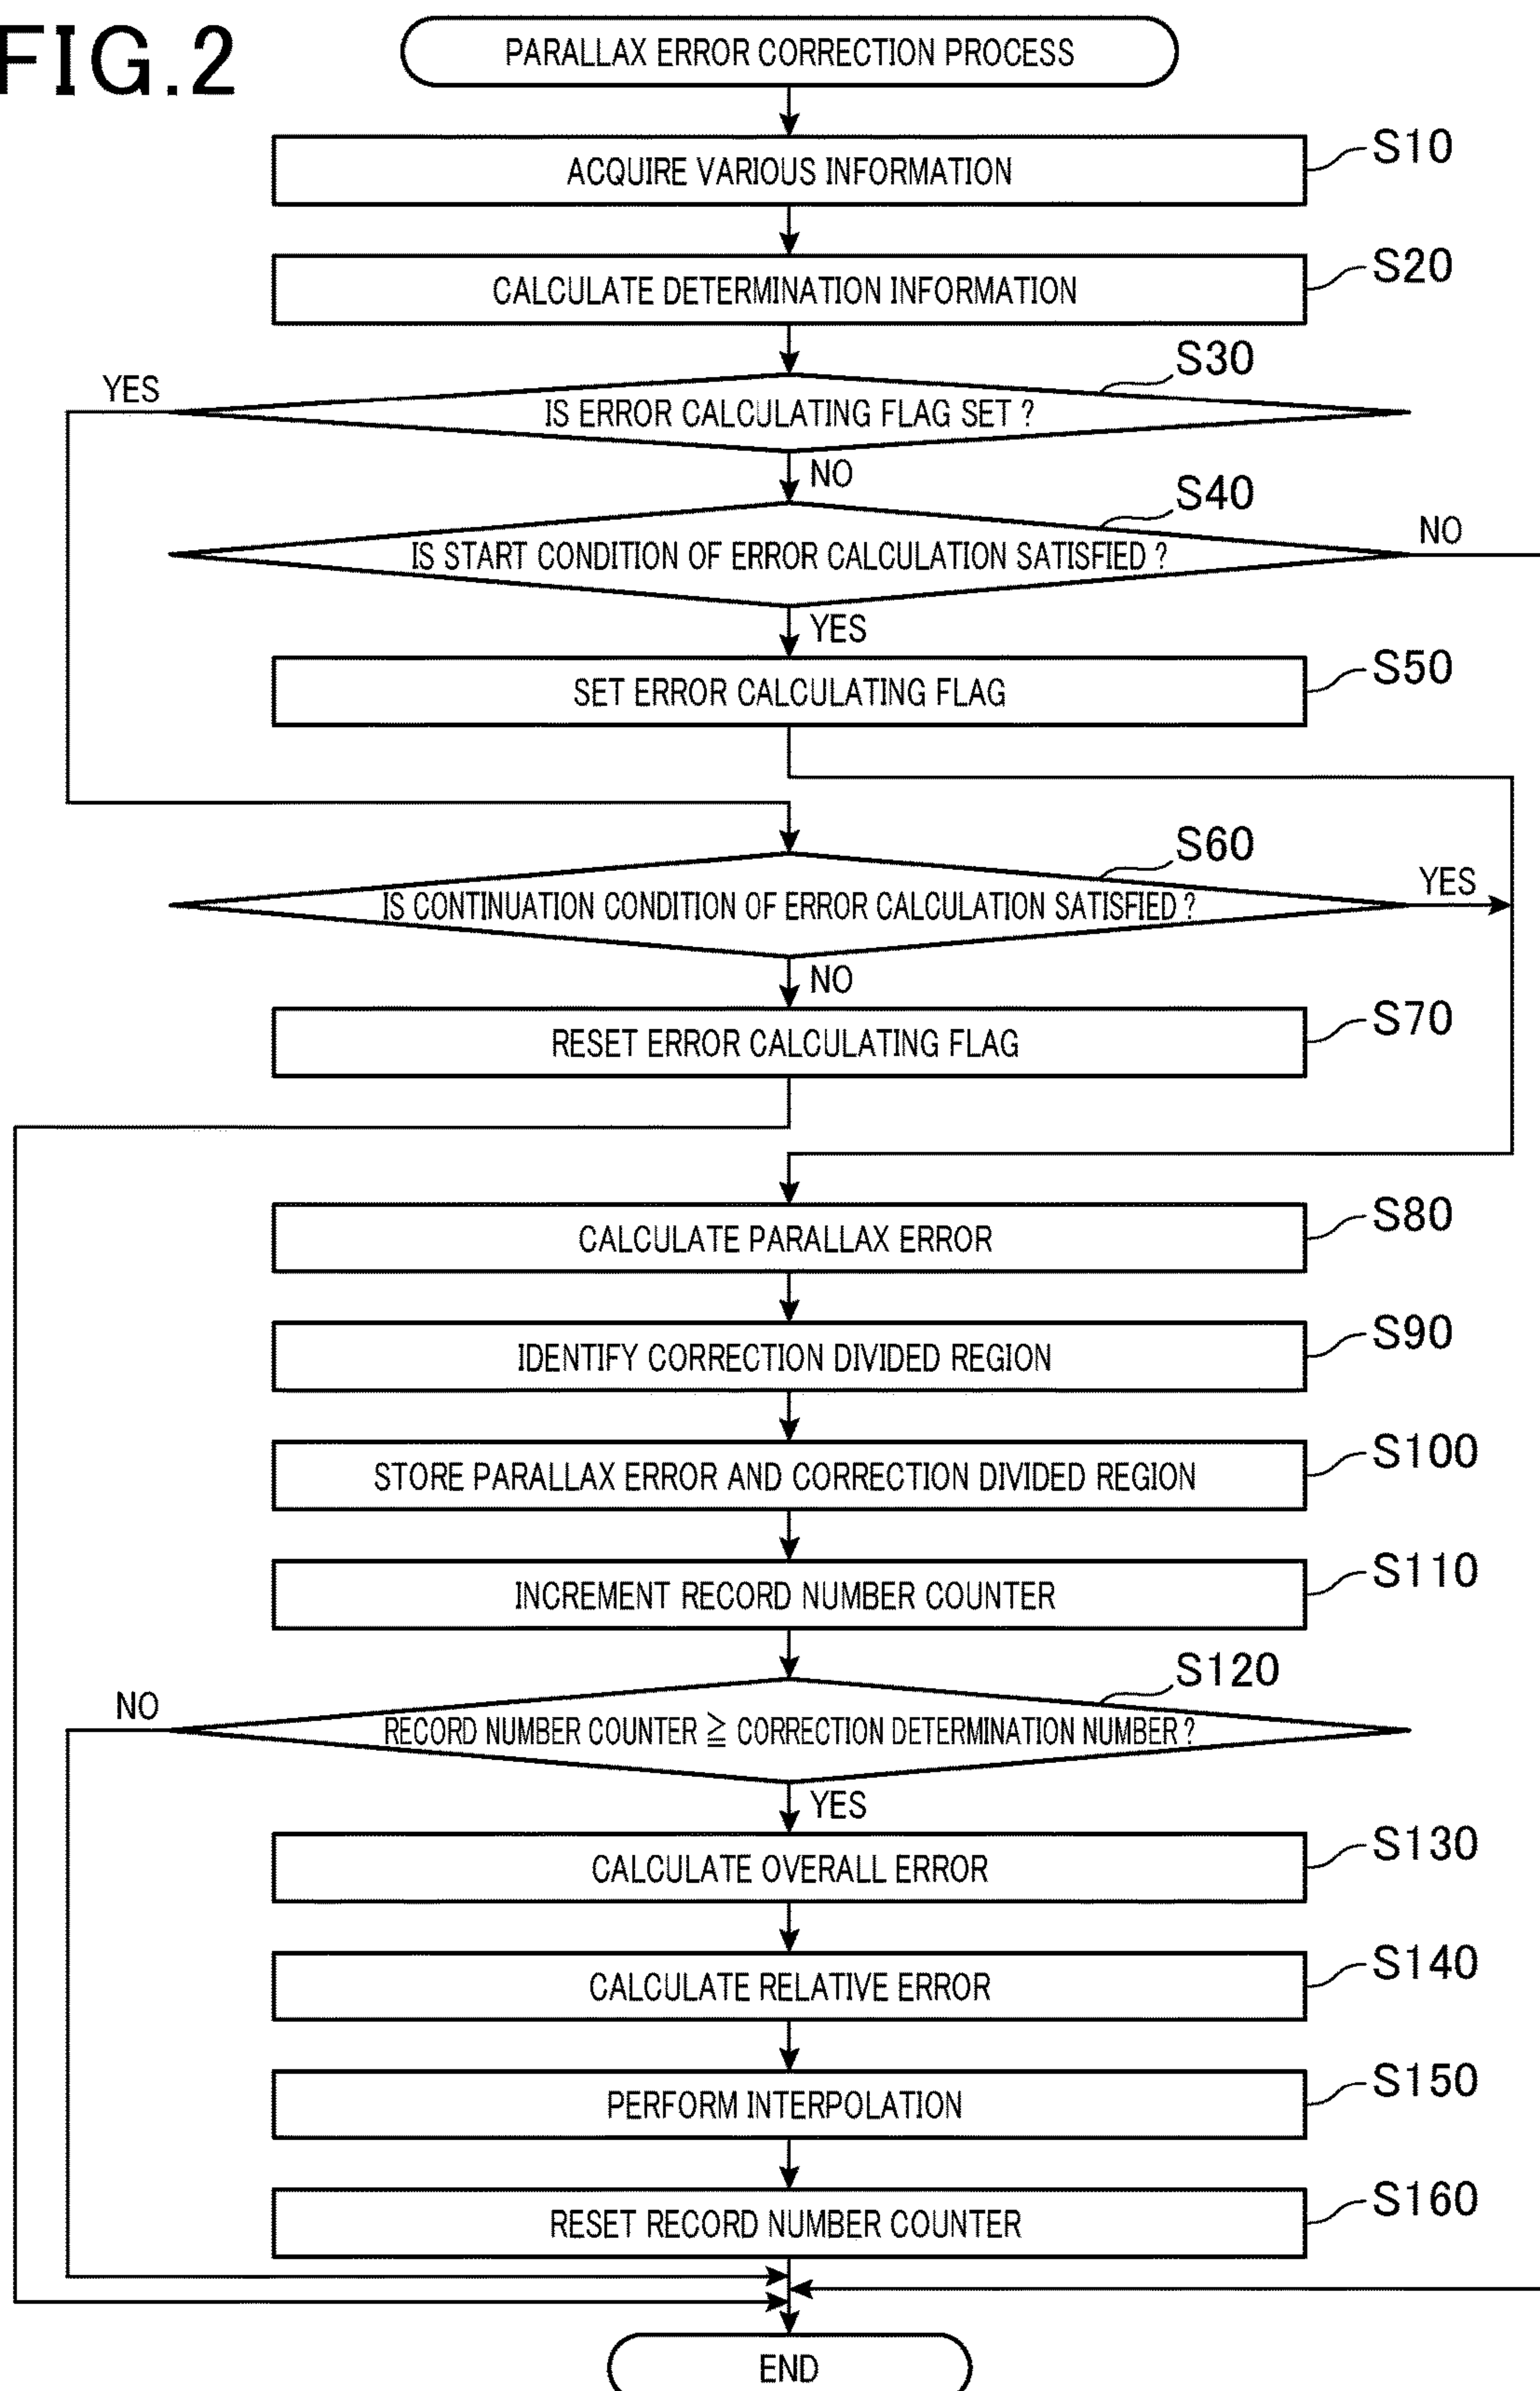 FIG.2
PARALLAX ERROR CORRECTION PROCESS
ACQUIRE VARIOUS INFORMATION
S10
CALCULATE DETERMINATION INFORMATION
S20
S30
YES
IS ERROR CALCULATING FLAG SET ?
NO
S40
IS START CONDITION OF ERROR CALCULATION SATISFIED ?
NO
YES
SET ERROR CALCULATING FLAG
S50
S60
IS CONTINUATION CONDITION OF ERROR CALCULATION SATISFIED ?
YES
NO
RESET ERROR CALCULATING FLAG
S70
CALCULATE PARALLAX ERROR
S80
IDENTIFY CORRECTION DIVIDED REGION
S90
STORE PARALLAX ERROR AND CORRECTION DIVIDED REGION
S100
INCREMENT RECORD NUMBER COUNTER
S110
S120
NO
RECORD NUMBER COUNTER ≧ CORRECTION DETERMINATION NUMBER ?
YES
CALCULATE OVERALL ERROR
S130
CALCULATE RELATIVE ERROR
S140
PERFORM INTERPOLATION
S150
RESET RECORD NUMBER COUNTER
S160
END